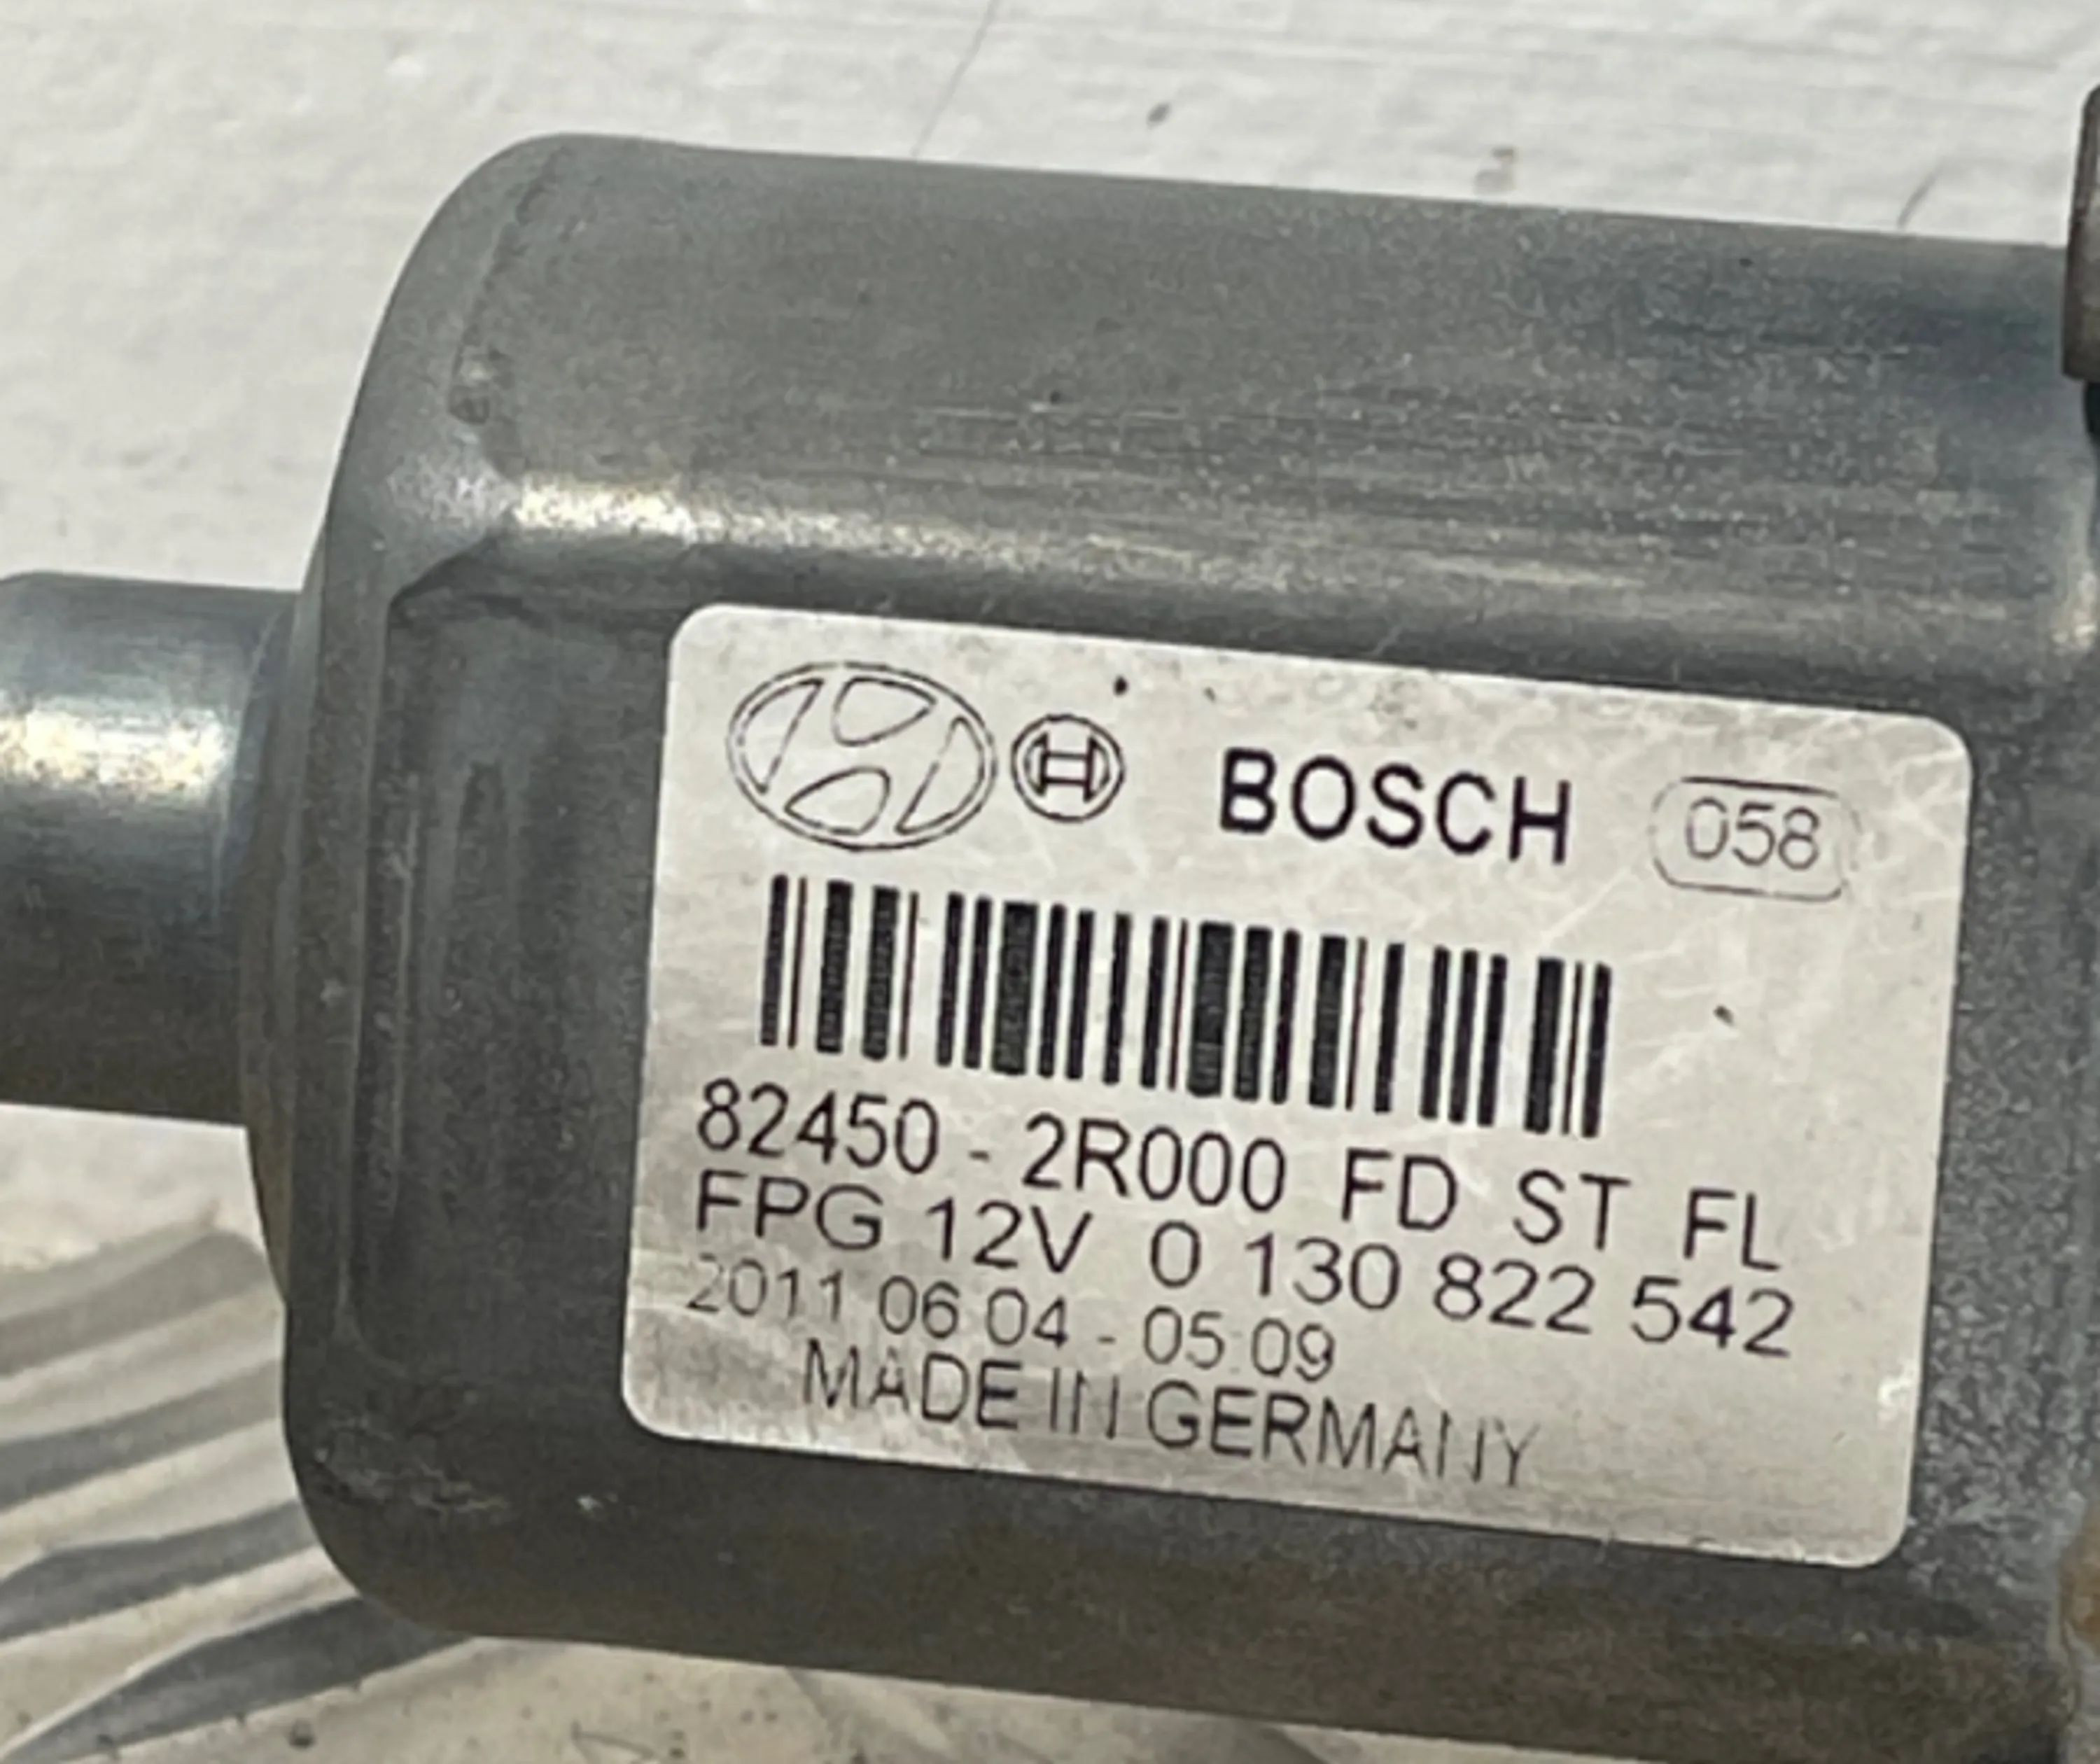 BOSCH 058
82450 - 2R000 FD ST FL
FPG 12V 0 130 822 542
2011 06 04 - 05:09
MADE IN GERMANY